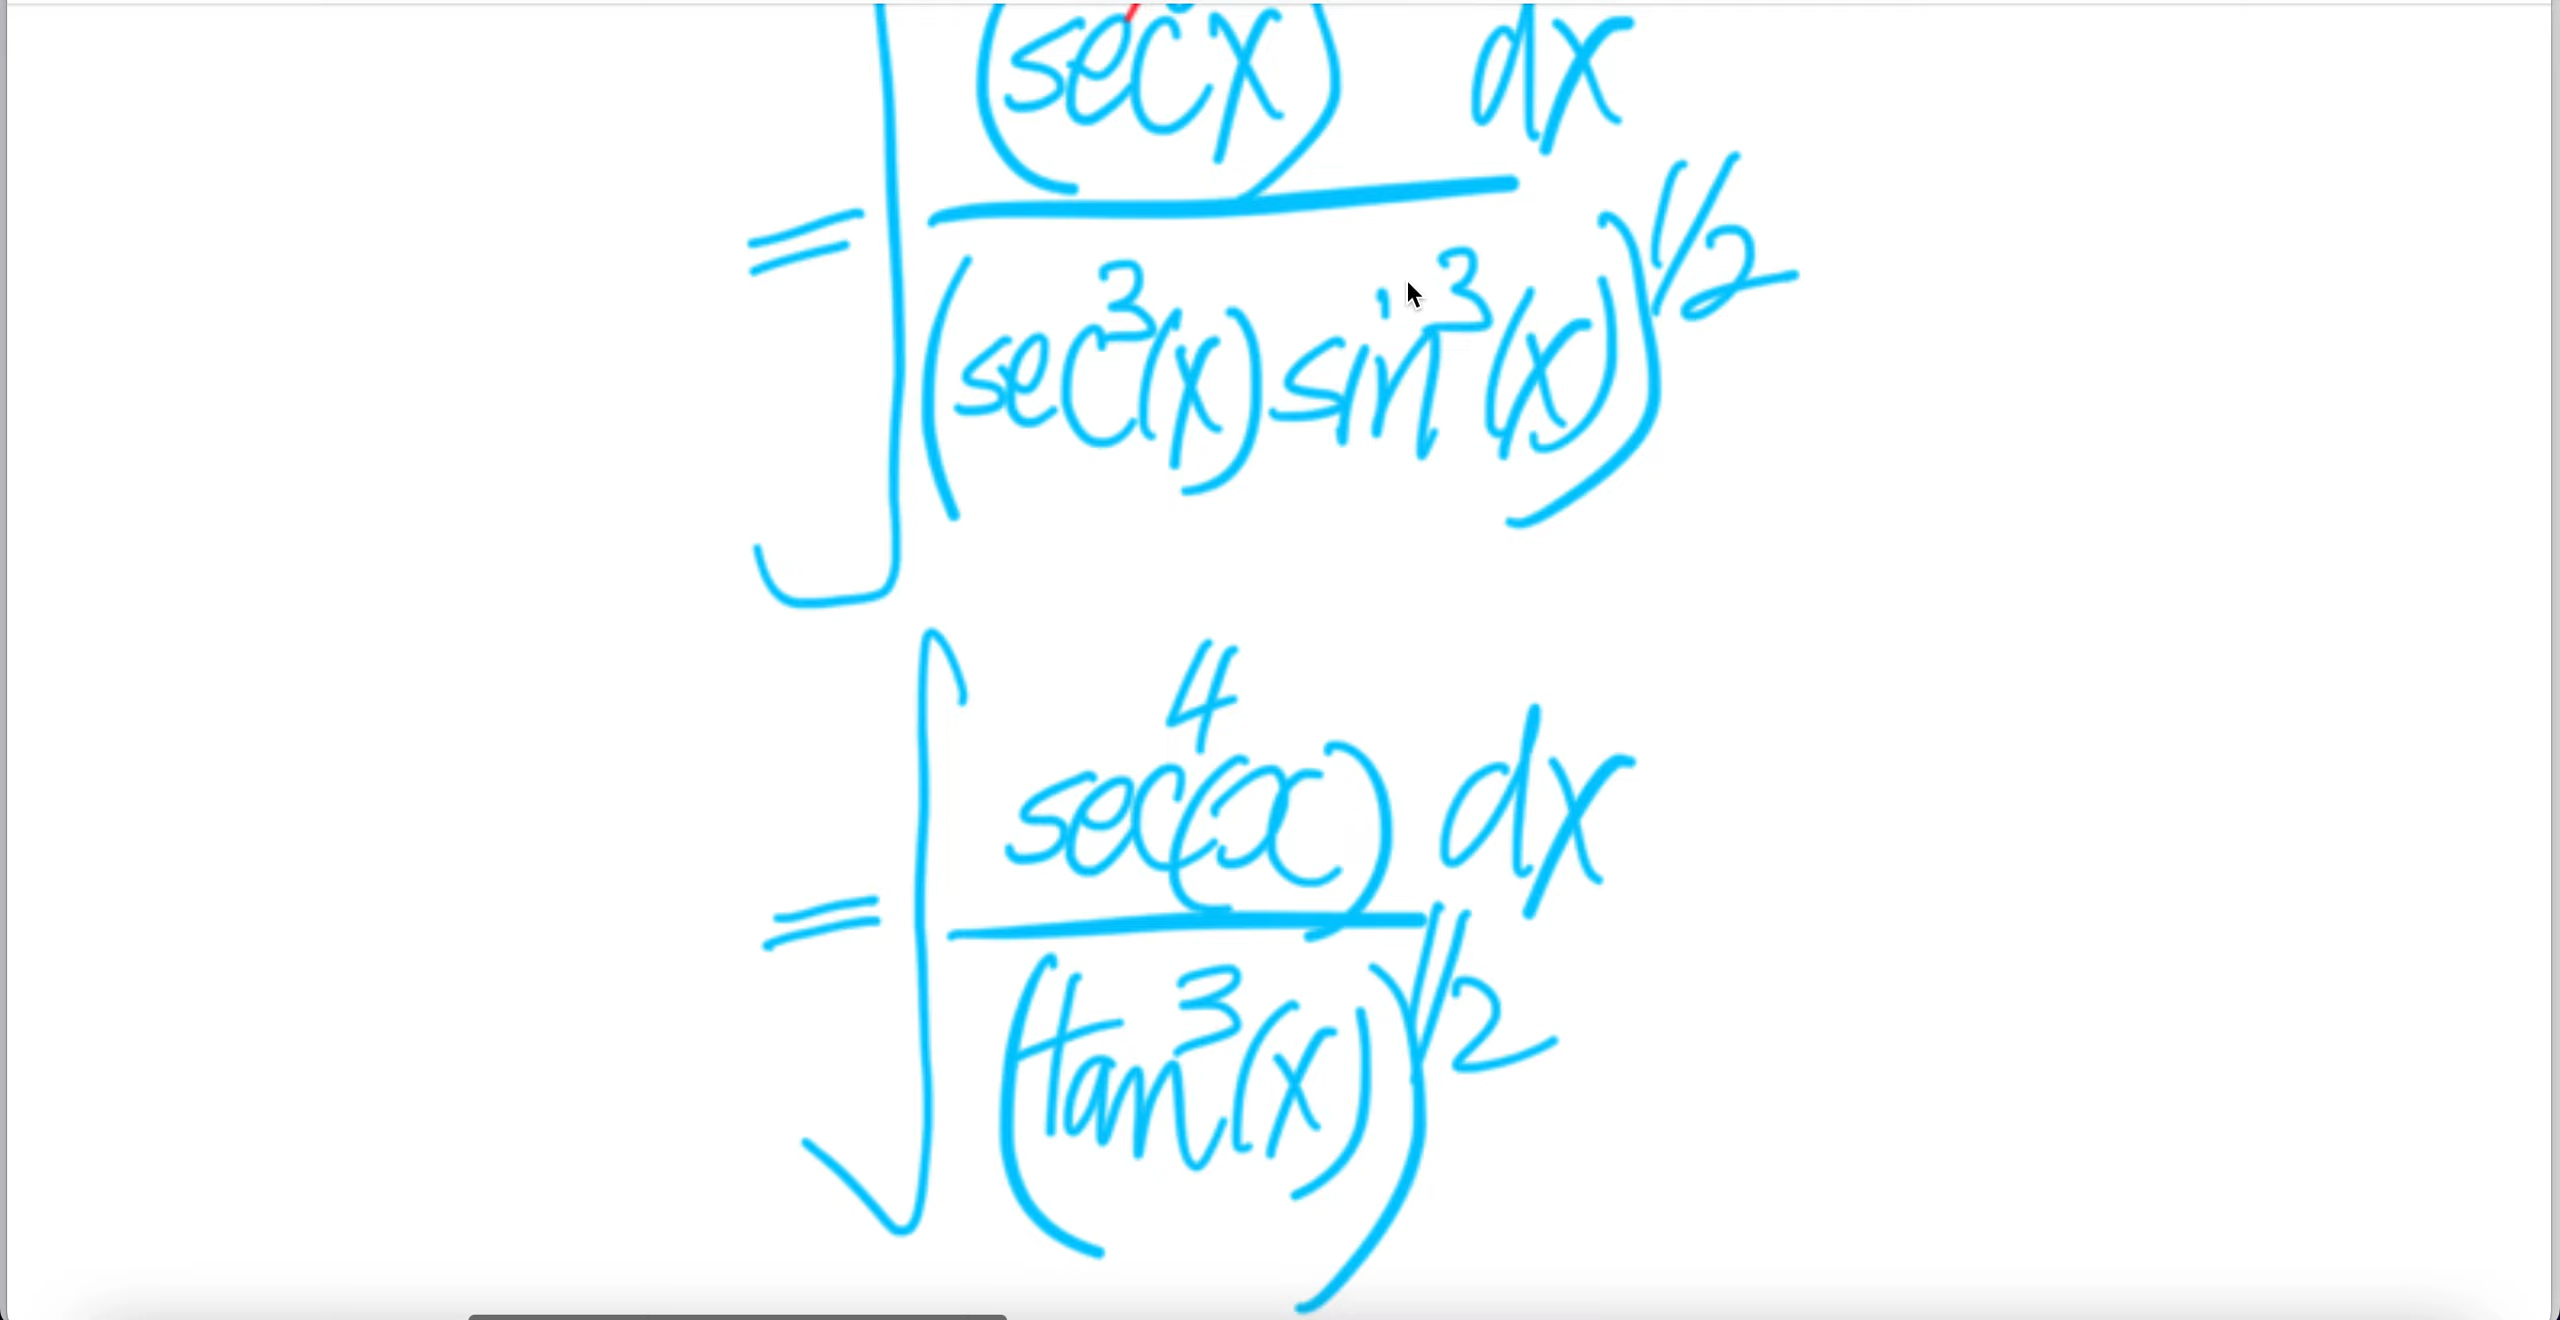 = ∫ (sec x) dx / (sec³(x) sin³(x))^1/2
= ∫ sec⁴(x) dx / (tan³(x))^1/2